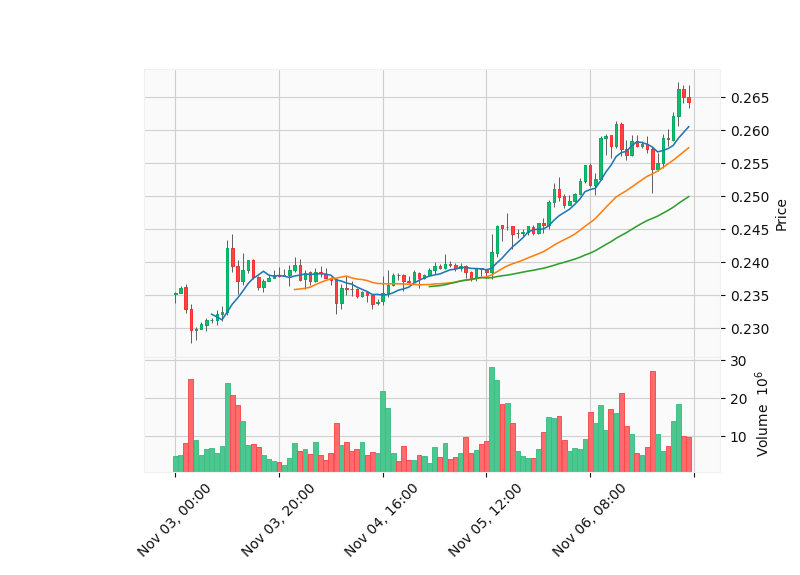 0.265
0.260
0.255
0.250
0.245
0.240
0.235
0.230
Price
30
20
10
Volume 10^6
Nov 03, 00:00
Nov 03, 20:00
Nov 04, 16:00
Nov 05, 12:00
Nov 06, 08:00